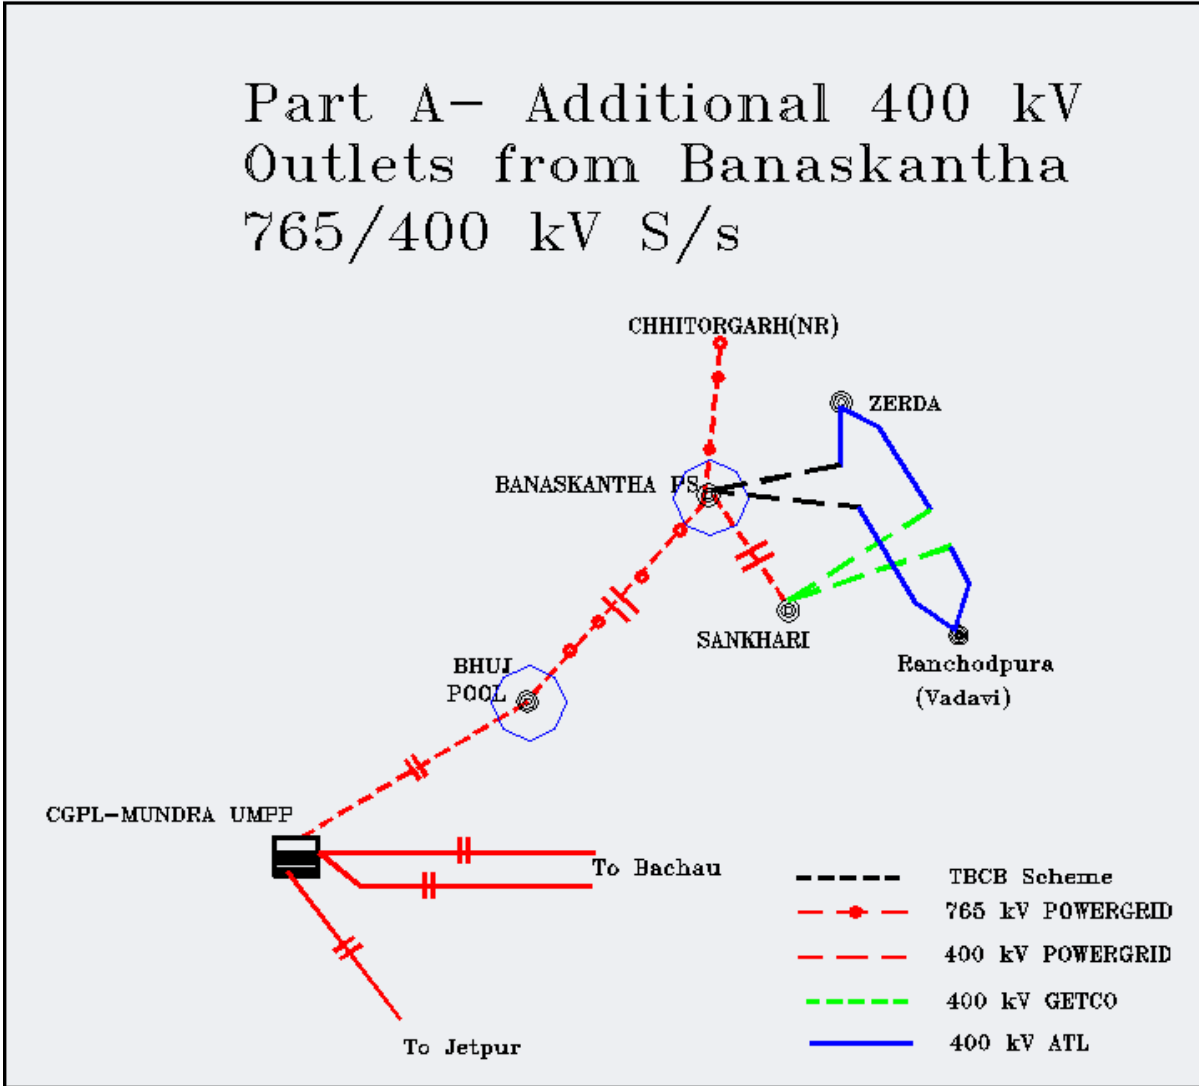 Part A- Additional 400 kV
Outlets from Banaskantha
765/400 kV S/s
CHHITORGARH(NR)
ZERDA
BANASKANTHA PS
SANKHARI
Ranchodpura
(Vadavi)
BHUJ
POOL
CGPL-MUNDRA UMPP
To Bachau
To Jetpur
TBCB Scheme
765 kV POWERGRID
400 kV POWERGRID
400 kV GETCO
400 kV ATL